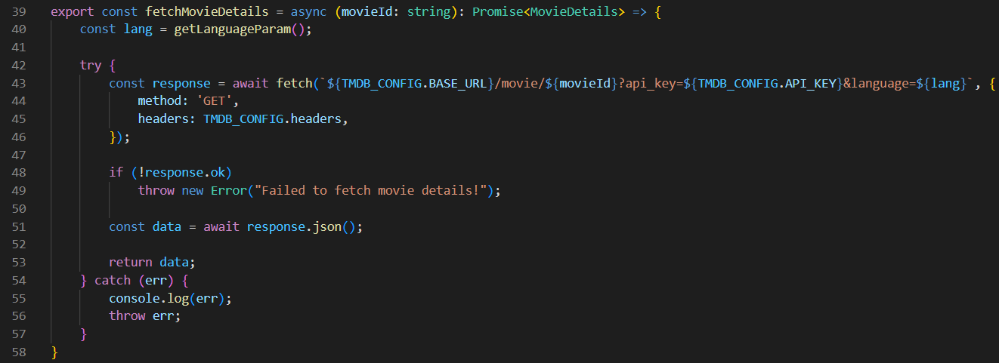 39 export const fetchMovieDetails = async (movieId: string): Promise<MovieDetails> => {
40     const lang = getLanguageParam();
41
42     try {
43         const response = await fetch(`${TMDB_CONFIG.BASE_URL}/movie/${movieId}?api_key=${TMDB_CONFIG.API_KEY}&language=${lang}`, {
44             method: 'GET',
45             headers: TMDB_CONFIG.headers,
46         });
47
48         if (!response.ok)
49             throw new Error("Failed to fetch movie details!");
50
51         const data = await response.json();
52
53         return data;
54     } catch (err) {
55         console.log(err);
56         throw err;
57     }
58 }